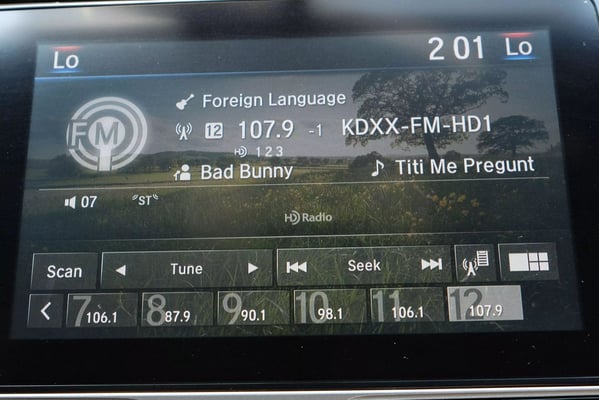 Lo 2 01 Lo
FM
Foreign Language
12 107.9 -1 KDXX-FM-HD1
HD 1 2 3
Bad Bunny Titi Me Pregunt
07 "ST"
HD Radio
Scan Tune Seek
7 106.1 8 87.9 9 90.1 10 98.1 11 106.1 12 107.9